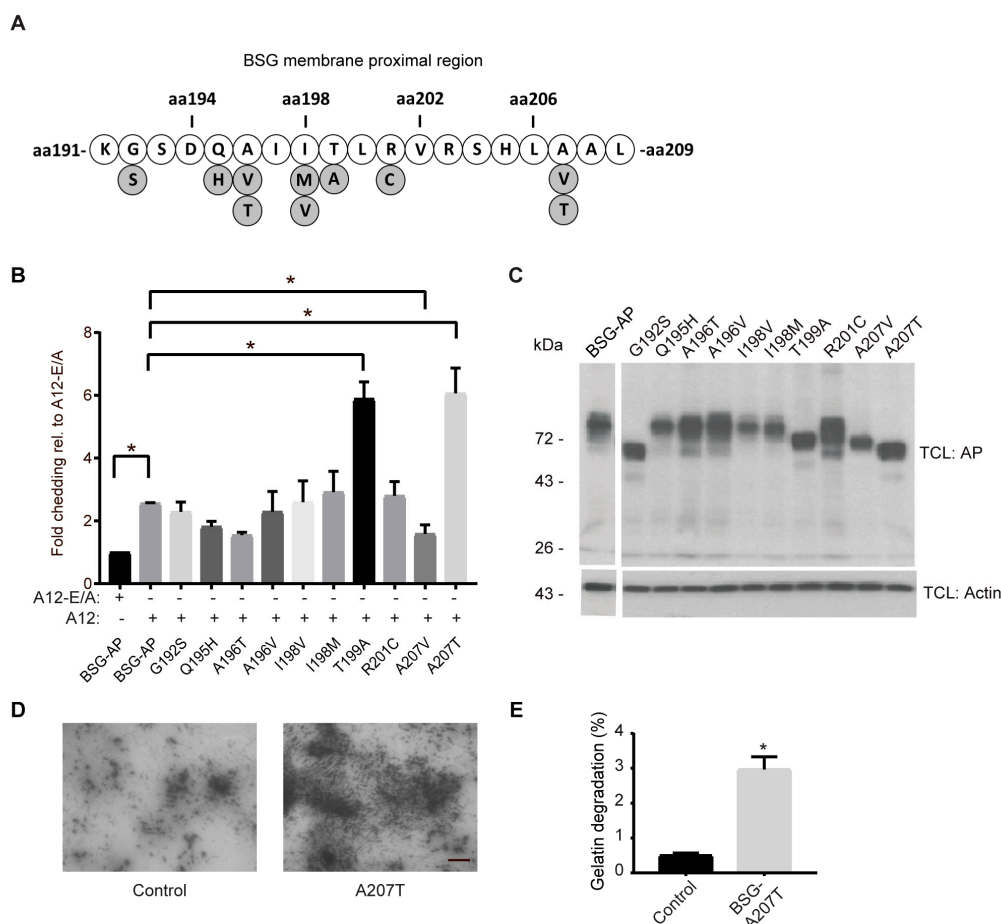 A
BSG membrane proximal region
aa194 aa198 aa202 aa206
aa191- K G S D Q A I I T L R V R S H L A A L -aa209
S H V M A C V
T V T
B
* 
*
*
*
Fold chedding rel. to A12-E/A
8
6
4
2
0
A12-E/A: + - - - - - - - - - - -
A12: - + + + + + + + + + + +
BSG-AP BSG-AP G192S Q195H A196T A196V I198V I198M T199A R201C A207V A207T
C
kDa BSG-AP G192S Q195H A196T A196V I198V I198M T199A R201C A207V A207T
72 - TCL: AP
43 -
26 -
43 - TCL: Actin
D
Control A207T
E
Gelatin degradation (%)
4
3
2
1
0
*
Control BSG-
A207T